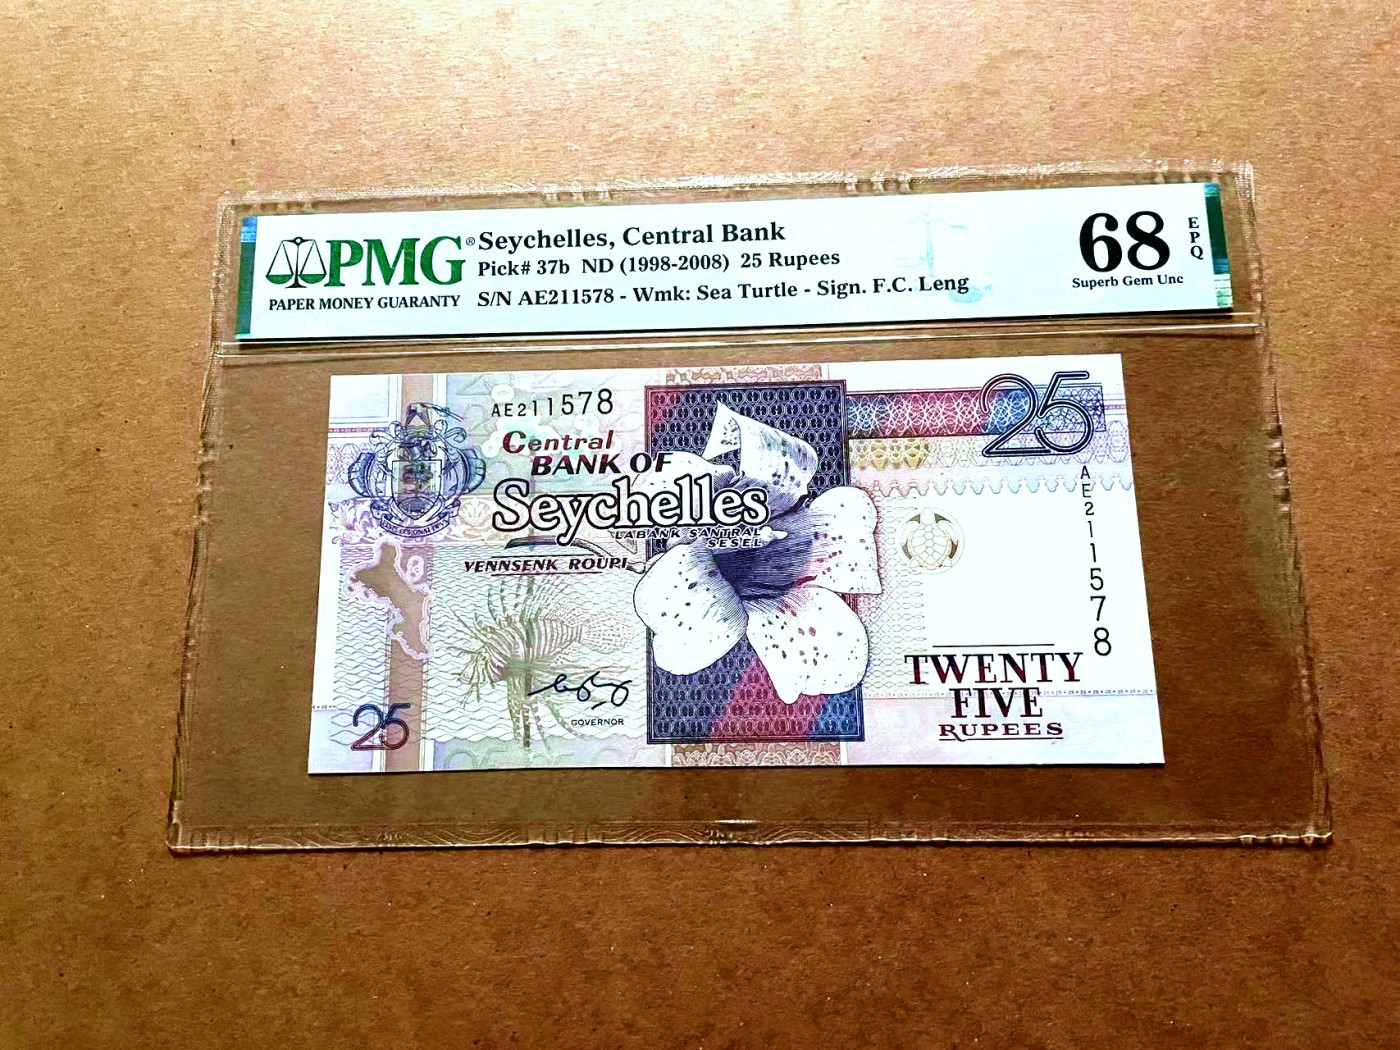 PMG®
PAPER MONEY GUARANTY
Seychelles, Central Bank
Pick# 37b ND (1998-2008) 25 Rupees
S/N AE211578 - Wmk: Sea Turtle - Sign. F.C. Leng
68
EPQ
Superb Gem Unc
AE211578
25
Central
BANK OF
Seychelles
LABANK SANTRAL
SESEL
VENNSENK ROUPI
AE211578
GOVERNOR
25
TWENTY
FIVE
RUPEES